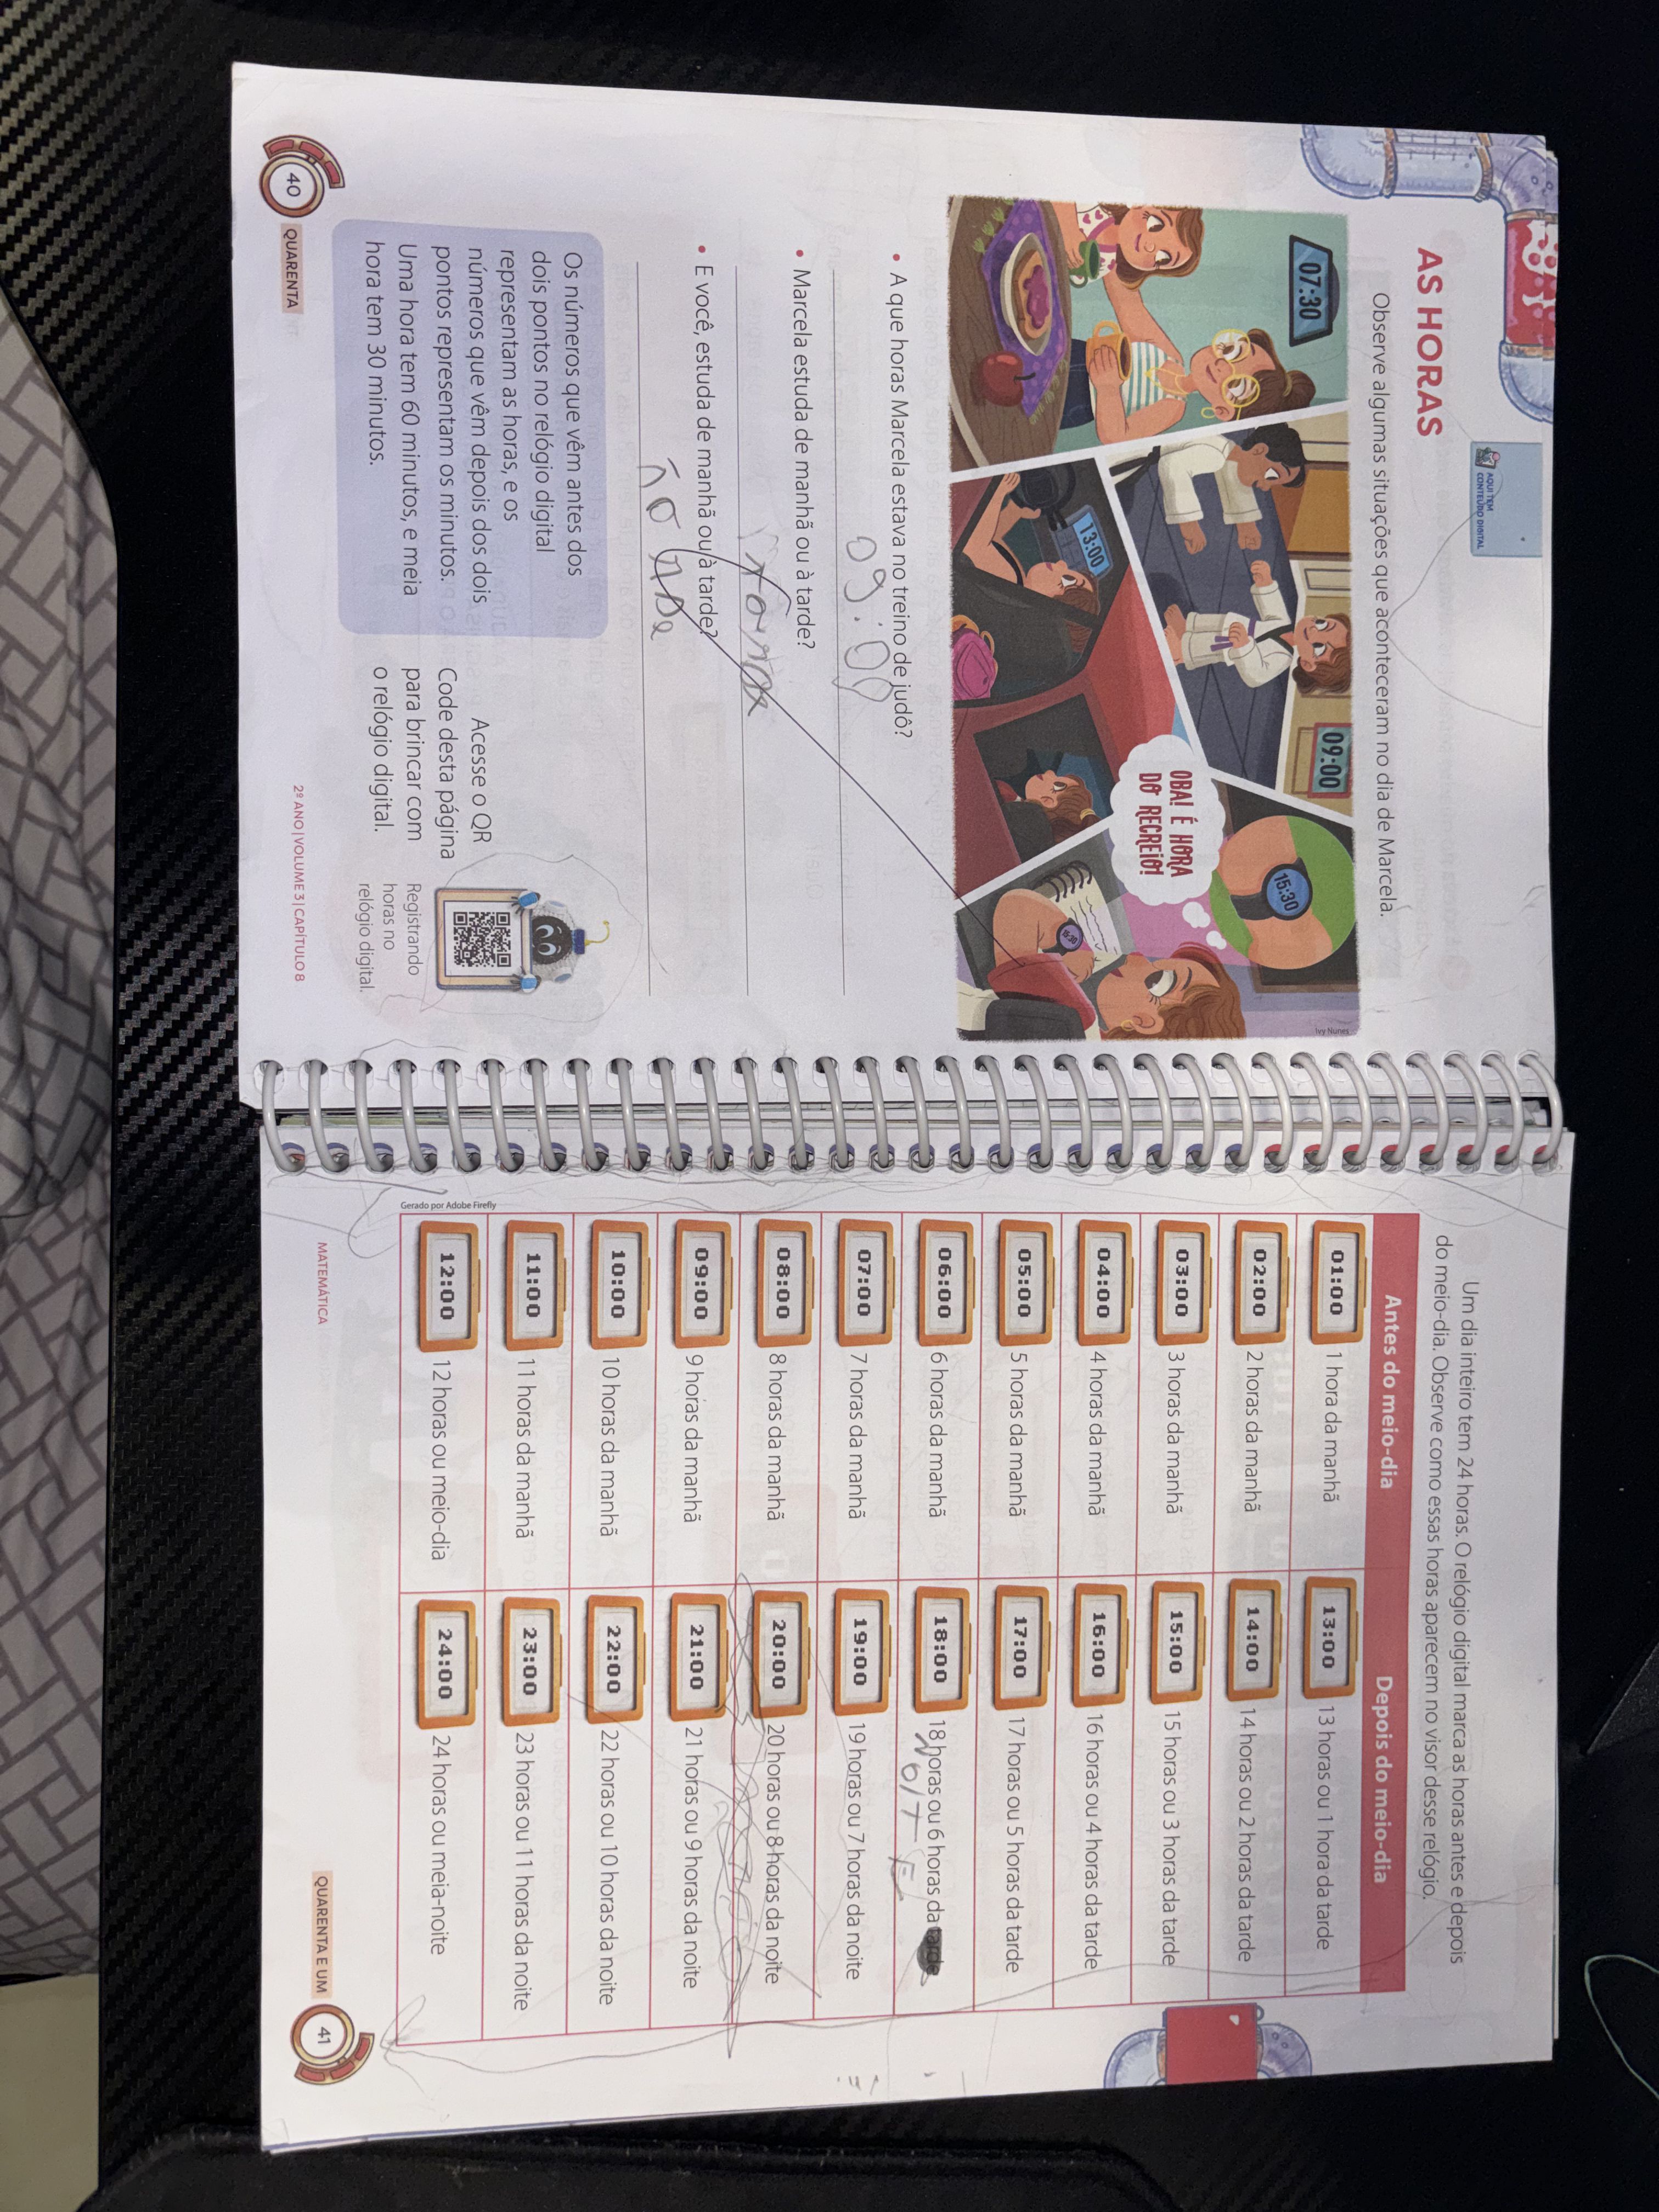 AQUI TEM
CONTEÚDO DIGITAL
AS HORAS
Observe algumas situações que aconteceram no dia de Marcela.
07:30
09:00
15:30
13:00
OBA! É HORA
DO RECREIO!
15:30
Ivy Nunes
• A que horas Marcela estava no treino de judô?
09:00
• Marcela estuda de manhã ou à tarde?
• E você, estuda de manhã ou à tarde?
Os números que vêm antes dos
dois pontos no relógio digital
representam as horas, e os
números que vêm depois dos dois
pontos representam os minutos.
Uma hora tem 60 minutos, e meia
hora tem 30 minutos.
Acesse o QR
Code desta página
para brincar com
o relógio digital.
Registrando
horas no
relógio digital.
40
QUARENTA
2º ANO | VOLUME 3 | CAPÍTULO 8
Um dia inteiro tem 24 horas. O relógio digital marca as horas antes e depois
do meio-dia. Observe como essas horas aparecem no visor desse relógio.
Antes do meio-dia Depois do meio-dia
01:00 1 hora da manhã 13:00 13 horas ou 1 hora da tarde
02:00 2 horas da manhã 14:00 14 horas ou 2 horas da tarde
03:00 3 horas da manhã 15:00 15 horas ou 3 horas da tarde
04:00 4 horas da manhã 16:00 16 horas ou 4 horas da tarde
05:00 5 horas da manhã 17:00 17 horas ou 5 horas da tarde
06:00 6 horas da manhã 18:00 18 horas ou 6 horas da tarde
NOITE
07:00 7 horas da manhã 19:00 19 horas ou 7 horas da noite
08:00 8 horas da manhã 20:00 20 horas ou 8 horas da noite
09:00 9 horas da manhã 21:00 21 horas ou 9 horas da noite
10:00 10 horas da manhã 22:00 22 horas ou 10 horas da noite
11:00 11 horas da manhã 23:00 23 horas ou 11 horas da noite
12:00 12 horas ou meio-dia 24:00 24 horas ou meia-noite
Gerado por Adobe Firefly
MATEMÁTICA
QUARENTA E UM
41